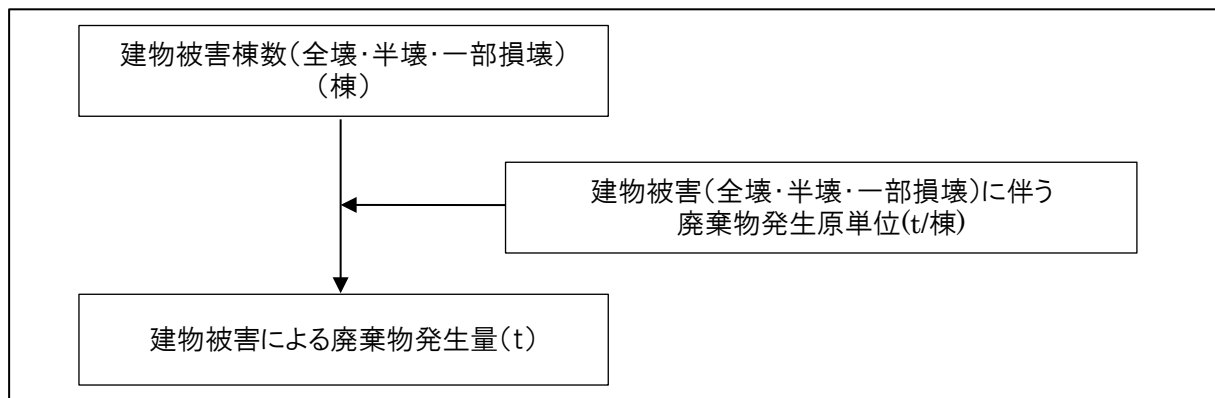 建物被害棟数(全壊・半壊・一部損壊)
(棟)
建物被害(全壊・半壊・一部損壊)に伴う
廃棄物発生原単位(t/棟)
建物被害による廃棄物発生量(t)